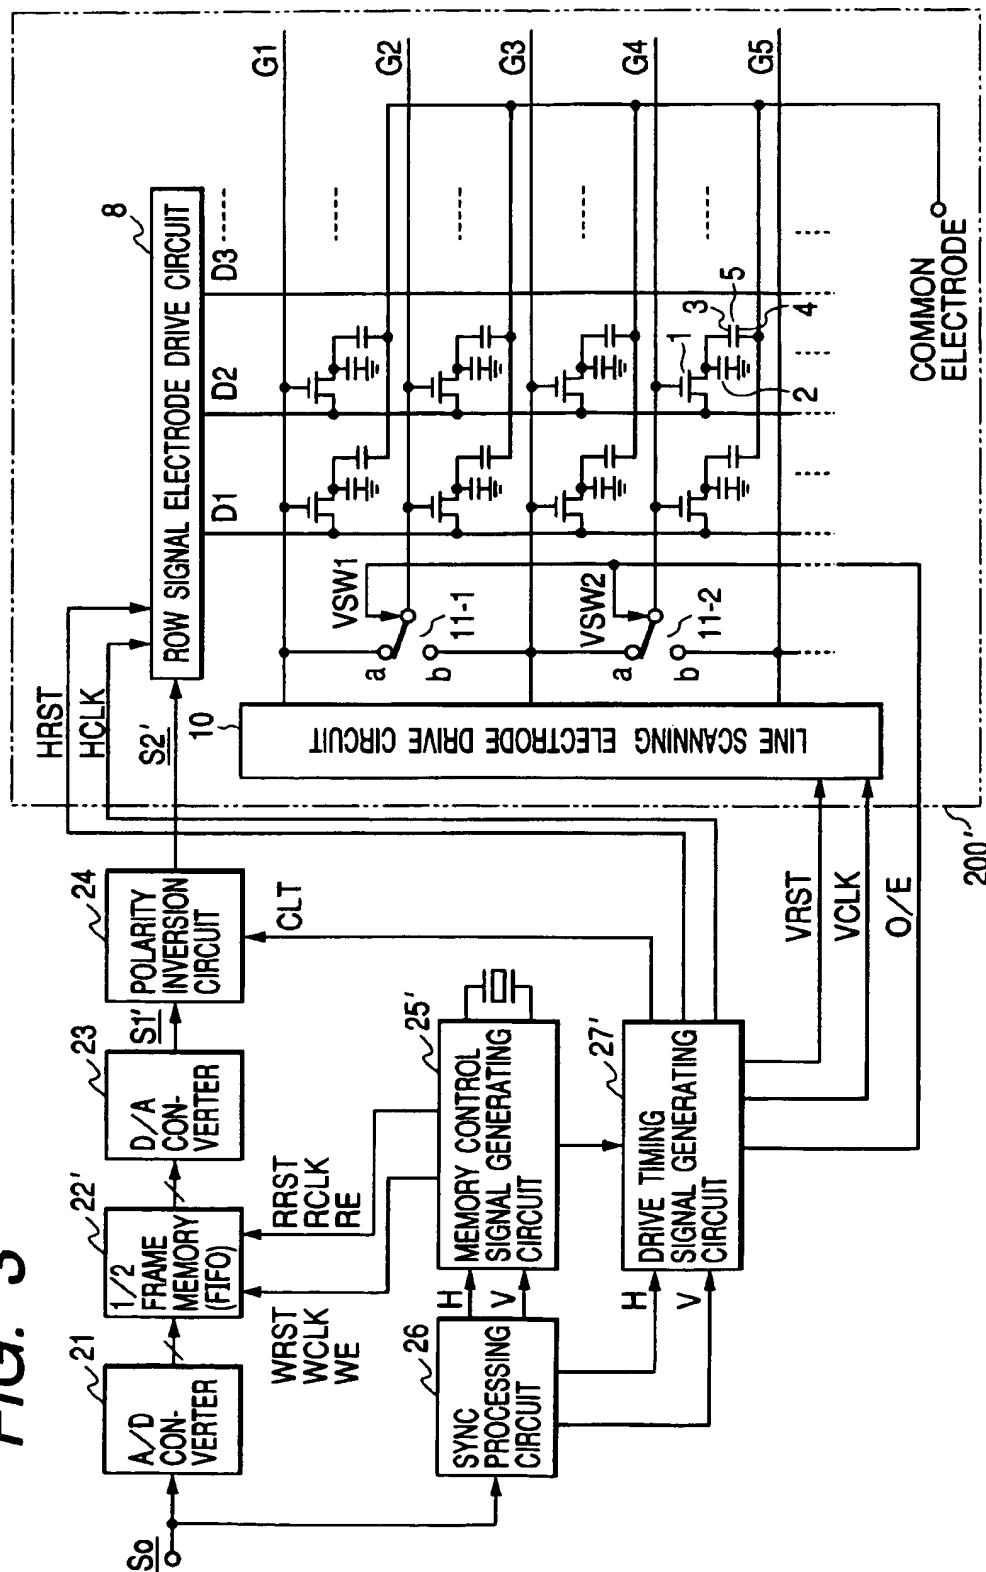 FIG. 3
So
21
A/D
CON-
VERTER
22'
1/2
FRAME
MEMORY
(FIFO)
23
D/A
CON-
VERTER
S1'
24
POLARITY
INVERSION
CIRCUIT
S2'
HRST
HCLK
8
ROW SIGNAL ELECTRODE DRIVE CIRCUIT
WRST
WCLK
WE
RRST
RCLK
RE
CLT
26
SYNC
PROCESSING
CIRCUIT
H
V
25'
MEMORY CONTROL
SIGNAL GENERATING
CIRCUIT
H
V
27'
DRIVE TIMING
SIGNAL GENERATING
CIRCUIT
VRST
VCLK
O/E
200'
10
LINE SCANNING ELECTRODE DRIVE CIRCUIT
D1
D2
D3
G1
G2
G3
G4
G5
VSW1
a
b
11-1
VSW2
a
b
11-2
1
2
3
5
4
COMMON
ELECTRODE